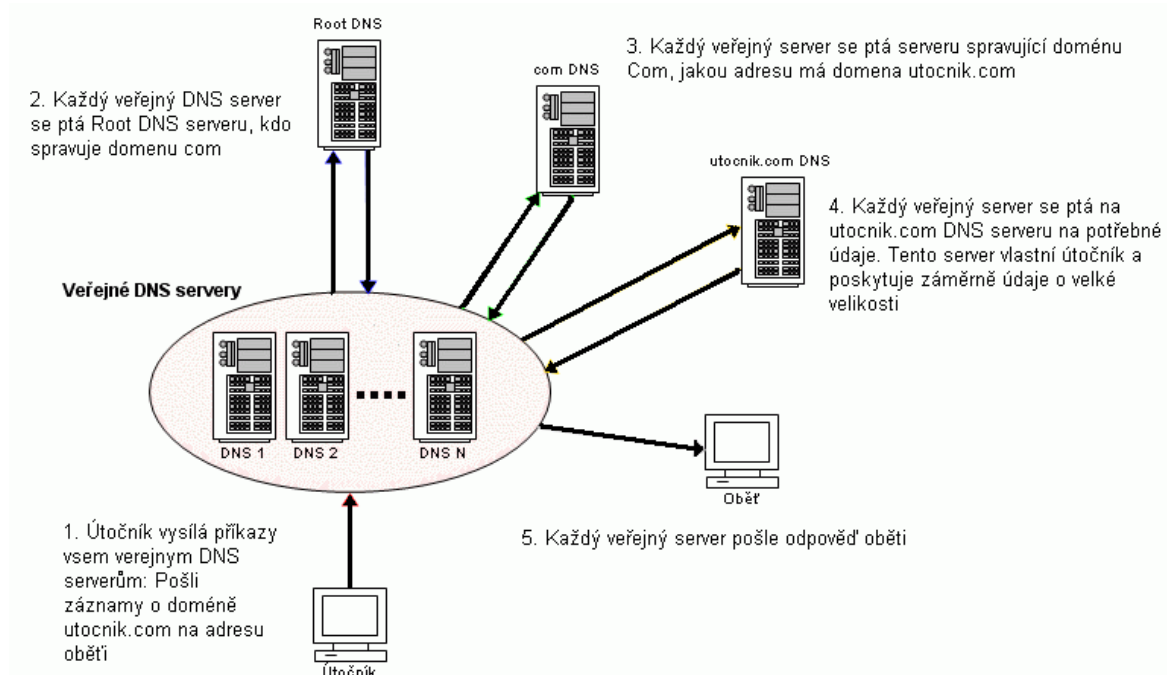 Root DNS
3. Každý veřejný server se ptá serveru spravující doménu
Com, jakou adresu má domena utocnik.com
com DNS
2. Každý veřejný DNS server
se ptá Root DNS serveru, kdo
spravuje domenu com
utocnik.com DNS
4. Každý veřejný server se ptá na
utocnik.com DNS serveru na potřebné
údaje. Tento server vlastní útočník a
poskytuje záměrně údaje o velké
velikosti
Veřejné DNS servery
DNS 1
DNS 2
DNS N
Oběť
5. Každý veřejný server pošle odpověď oběti
1. Útočník vysílá příkazy
vsem verejnym DNS
serverům: Pošli
záznamy o doméně
utocnik.com na adresu
oběťi
Útočník